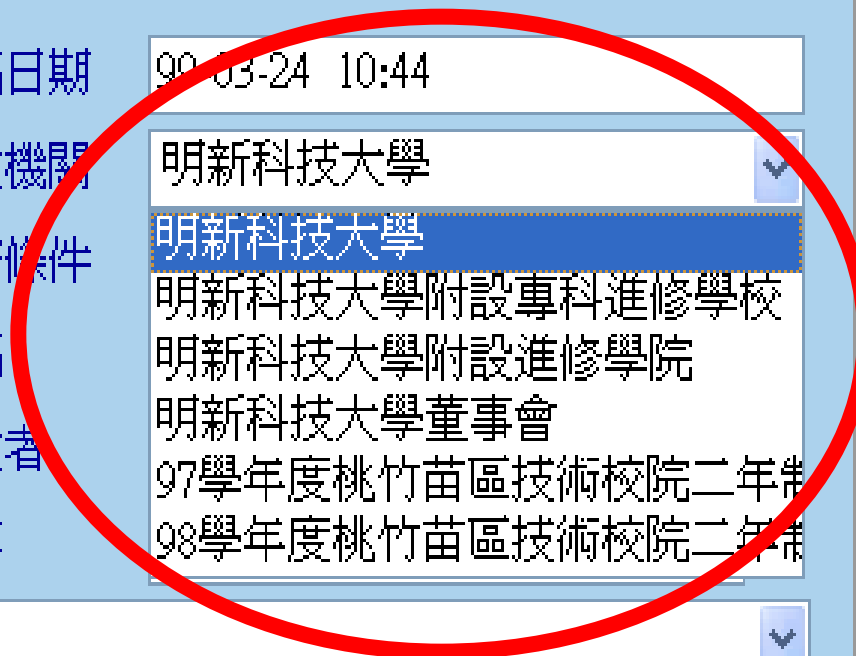 日期 99-03-24 10:44
機關 明新科技大學
明新科技大學
條件
明新科技大學附設專科進修學校
明新科技大學附設進修學院
明新科技大學董事會
者
97學年度桃竹苗區技術校院二年制
98學年度桃竹苗區技術校院二年制